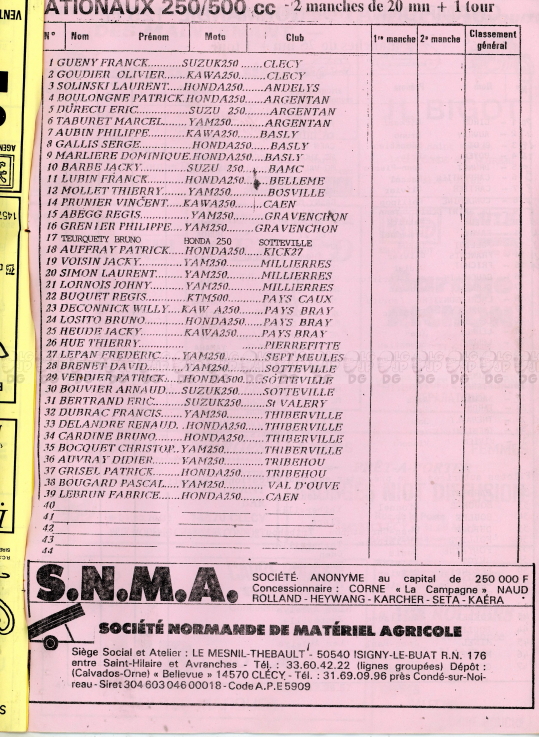 ATIONAUX 250/500 cc - 2 manches de 20 mn + 1 tour
N° Nom Prénom Moto Club 1re manche 2e manche Classement général
1 GUENY FRANCK.........SUZUK250 ......CLECY
2 GOUDIER OLIVIER......KAWA250........CLECY
3 SOLINSKI LAURENT....HONDA250.....ANDELYS
4 BOULONGNE PATRICK.HONDA250.....ARGENTAN
5 DURECU ERIC..........SUZU 250.....ARGENTAN
6 TABURET MARCEL.......YAM250.......ARGENTAN
7 AUBIN PHILIPPE.......KAWA250......BASLY
8 GALLIS SERGE.........HONDA250.....BASLY
9 MARLIERE DOMINIQUE.HONDA250.....BASLY
10 BARBE JACKY.........SUZU 250.....BAMC
11 LUBIN FRANCK........HONDA250.....BELLEME
12 MOLLET THIERRY......YAM250.......BOSVILLE
14 PRUNIER VINCENT....KAWA250......CAEN
15 ABEGG REGIS.........YAM250.......GRAVENCHON
16 GRENIER PHILIPPE...YAM250.......GRAVENCHON
17 TEURQUETY BRUNO HONDA 250 SOTTEVILLE
18 AUFFRAY PATRICK....HONDA250.....KICK27
19 VOISIN JACKY........YAM250.......MILLIERRES
20 SIMON LAURENT......YAM250.......MILLIERRES
21 LORNOIS JOHNY......YAM250.......MILLIERRES
22 BUQUET REGIS.......KTM500.......PAYS CAUX
23 DECONNICK WILLY...KAW A250.....PAYS BRAY
24 LOSITO BRUNO.......HONDA250.....PAYS BRAY
25 HEUDE JACKY........KAWA250......PAYS BRAY
26 HUE THIERRY.....................PIERREFITTE
27 LEPAN FREDERIC.....YAM250.......SEPT MEULES
28 BRENET DAVID.......YAM250.......SOTTEVILLE
29 VERDIER PATRICK...HONDA500.....SOTTEVILLE
30 BOUVIER ARNAUD....SUZUK250.....SOTTEVILLE
31 BERTRAND ERIC.....SUZUK250.....St VALERY
32 DUBRAC FRANCIS.....YAM250.......THIBERVILLE
33 DELANDRE RENAUD..HONDA250.....THIBERVILLE
34 CARDINE BRUNO.....HONDA250.....THIBERVILLE
35 BOCQUET CHRISTOP..YAM250.......THIBERVILLE
36 AUVRAY DIDIER......YAM250.......TRIBEHOU
37 GRISEL PATRICK.....HONDA250.....TRIBEHOU
38 BOUGARD PASCAL....YAM250.......VAL D'OUVE
39 LEBRUN FABRICE....HONDA250.....CAEN
40
41
42
43
44
S.N.M.A.
SOCIÉTÉ ANONYME au capital de 250 000 F
Concessionnaire : CORNE « La Campagne » NAUD
ROLLAND - HEYWANG - KARCHER - SETA - KAÉRA
SOCIÉTÉ NORMANDE DE MATÉRIEL AGRICOLE
Siège Social et Atelier : LE MESNIL-THEBAULT - 50540 ISIGNY-LE-BUAT R.N. 176
entre Saint-Hilaire et Avranches - Tél. : 33.60.42.22 (lignes groupées) Dépôt :
(Calvados-Orne) « Bellevue » 14570 CLÉCY - Tél. : 31.69.09.96 près Condé-sur-Noi-
reau - Siret 304 603 046 00018 - Code A.P.E 5909